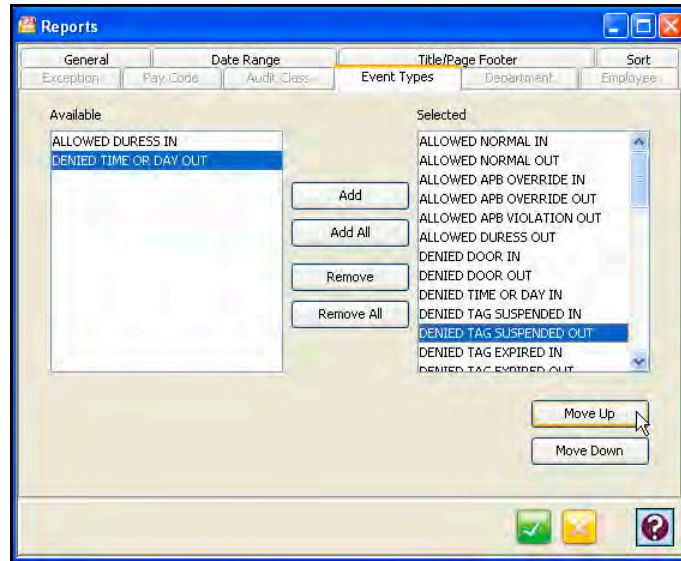 Reports
General Date Range Title/Page Footer Sort
Exception Pay Code Audit Class Event Types Department Employee
Available Selected
ALLOWED DURESS IN
DENIED TIME OR DAY OUT
Add
Add All
Remove
Remove All
ALLOWED NORMAL IN
ALLOWED NORMAL OUT
ALLOWED APB OVERRIDE IN
ALLOWED APB OVERRIDE OUT
ALLOWED APB VIOLATION OUT
ALLOWED DURESS OUT
DENIED DOOR IN
DENIED DOOR OUT
DENIED TIME OR DAY IN
DENIED TAG SUSPENDED IN
DENIED TAG SUSPENDED OUT
DENIED TAG EXPIRED IN
DENIED TAG EXPIRED OUT
Move Up
Move Down